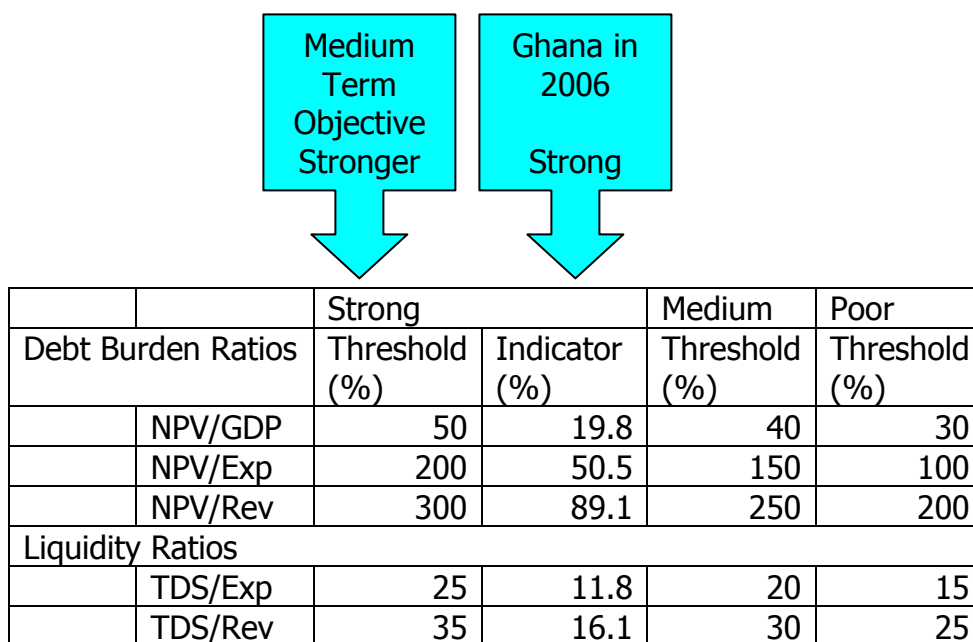 Medium
Term
Objective
Stronger
Ghana in
2006
Strong
Strong Medium Poor
Debt Burden Ratios Threshold (%) Indicator (%) Threshold (%) Threshold (%)
NPV/GDP 50 19.8 40 30
NPV/Exp 200 50.5 150 100
NPV/Rev 300 89.1 250 200
Liquidity Ratios
TDS/Exp 25 11.8 20 15
TDS/Rev 35 16.1 30 25